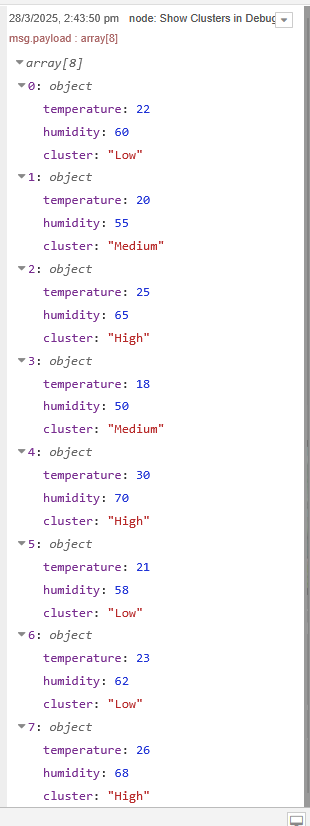 28/3/2025, 2:43:50 pm node: Show Clusters in Debug
msg.payload : array[8]
array[8]
0: object
temperature: 22
humidity: 60
cluster: "Low"
1: object
temperature: 20
humidity: 55
cluster: "Medium"
2: object
temperature: 25
humidity: 65
cluster: "High"
3: object
temperature: 18
humidity: 50
cluster: "Medium"
4: object
temperature: 30
humidity: 70
cluster: "High"
5: object
temperature: 21
humidity: 58
cluster: "Low"
6: object
temperature: 23
humidity: 62
cluster: "Low"
7: object
temperature: 26
humidity: 68
cluster: "High"